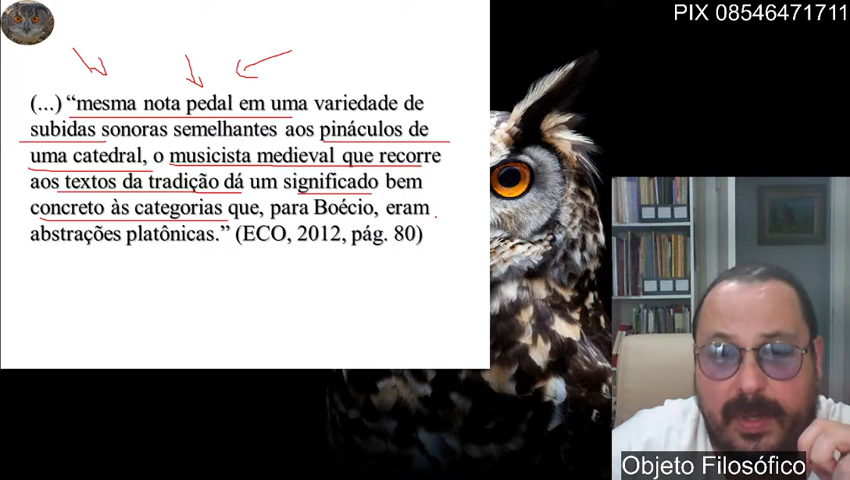 PIX 08546471711
(...) “mesma nota pedal em uma variedade de
subidas sonoras semelhantes aos pináculos de
uma catedral, o musicista medieval que recorre
aos textos da tradição dá um significado bem
concreto às categorias que, para Boécio, eram
abstrações platônicas.” (ECO, 2012, pág. 80)
Objeto Filosófico